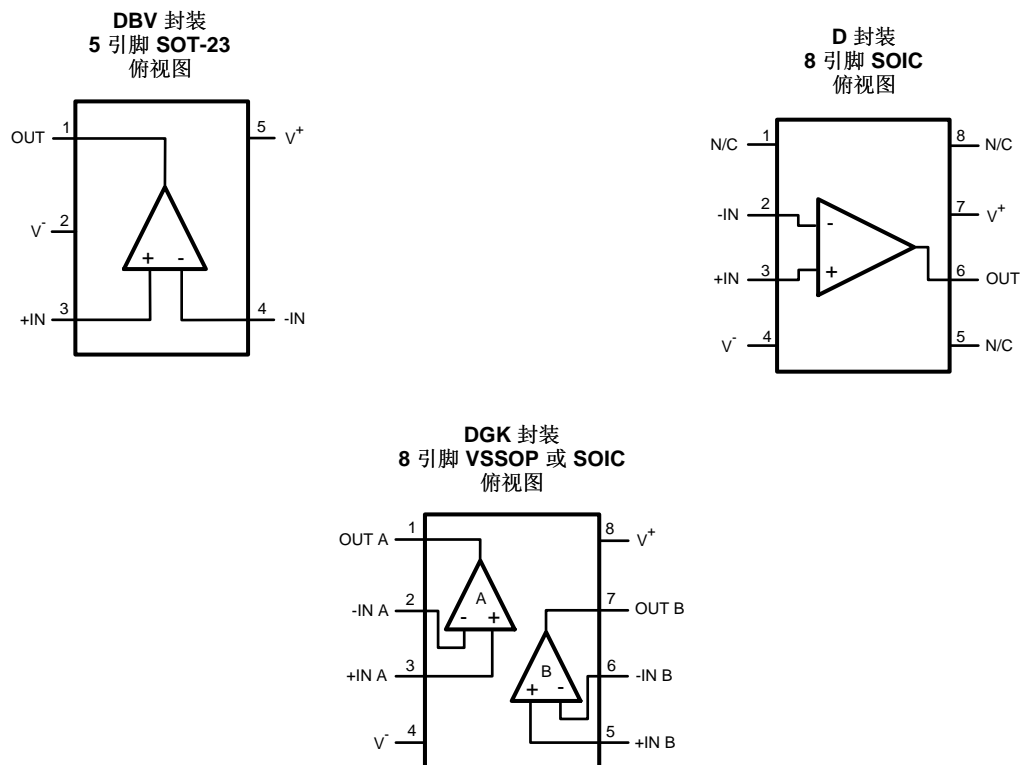 DBV 封装
5 引脚 SOT-23
俯视图
OUT 1
5 V+
V- 2
+ -
+IN 3
4 -IN
D 封装
8 引脚 SOIC
俯视图
N/C 1
8 N/C
-IN 2
-
7 V+
+IN 3
+
6 OUT
V- 4
5 N/C
DGK 封装
8 引脚 VSSOP 或 SOIC
俯视图
OUT A 1
8 V+
A
-IN A 2
- +
7 OUT B
+IN A 3
B
6 -IN B
+ -
V- 4
5 +IN B